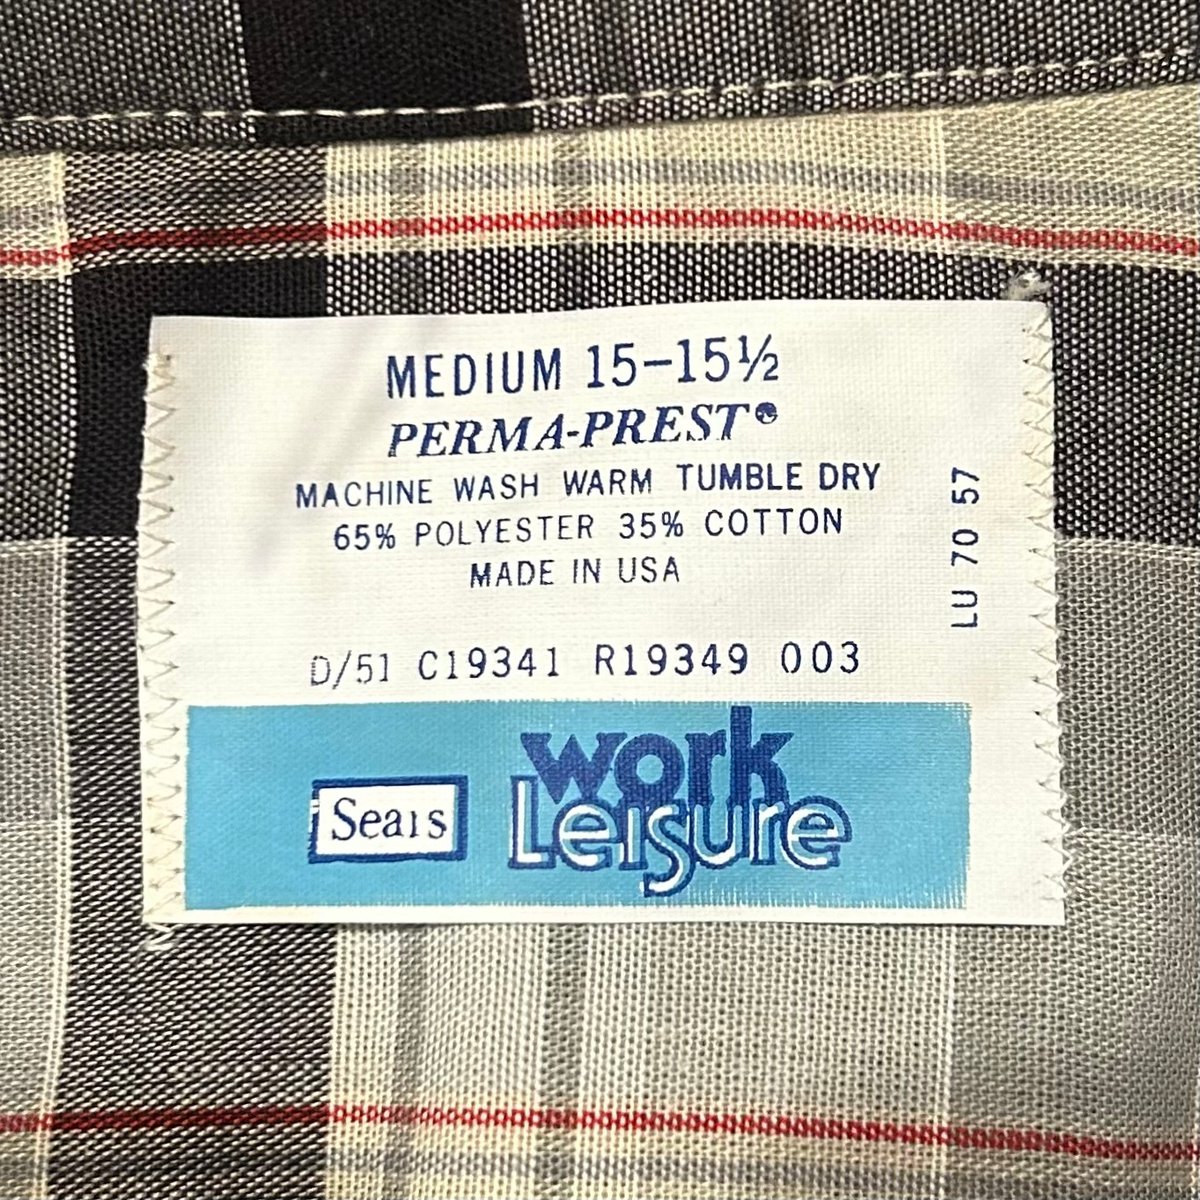 MEDIUM 15-15½
PERMA-PREST®
MACHINE WASH WARM TUMBLE DRY
65% POLYESTER 35% COTTON
MADE IN USA
LU 70 57
D/51 C19341 R19349 003
Sears
work
Leisure